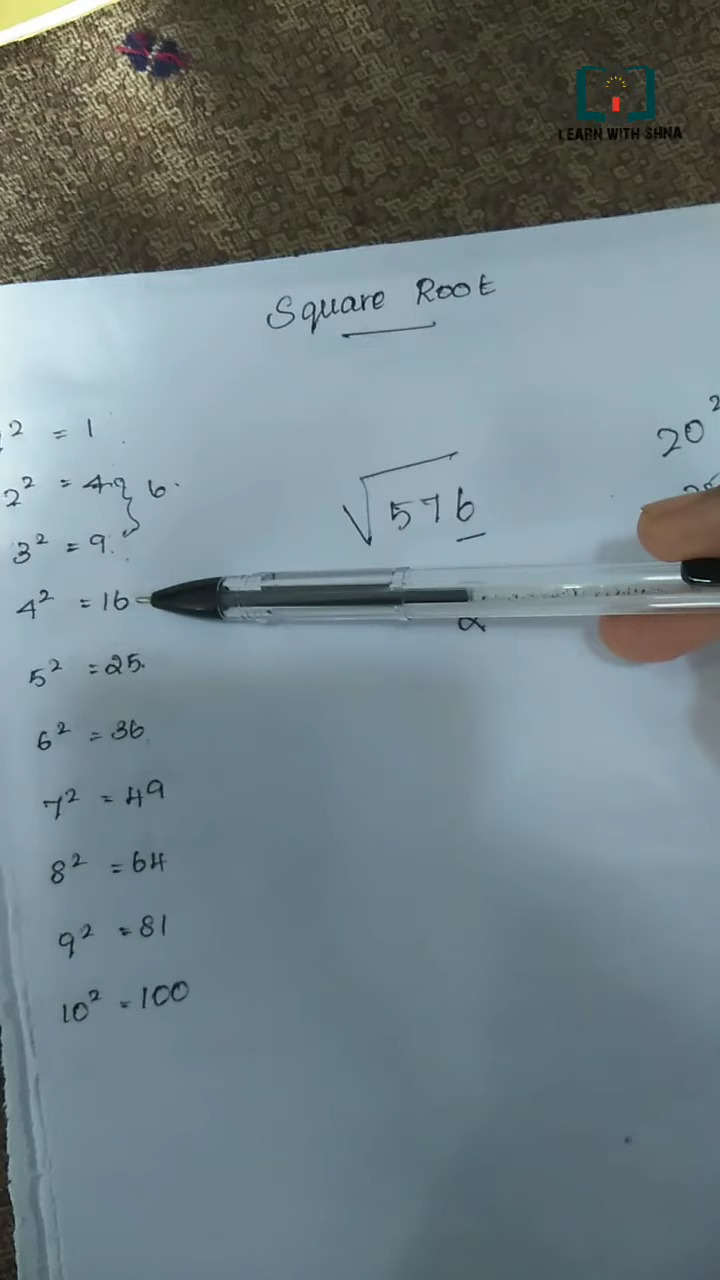 LEARN WITH SHNA
Square Root
² = 1
2² = 4
3² = 9
6
4² = 16
5² = 25
6² = 36
7² = 49
8² = 64
9² = 81
10² = 100
√576
20²